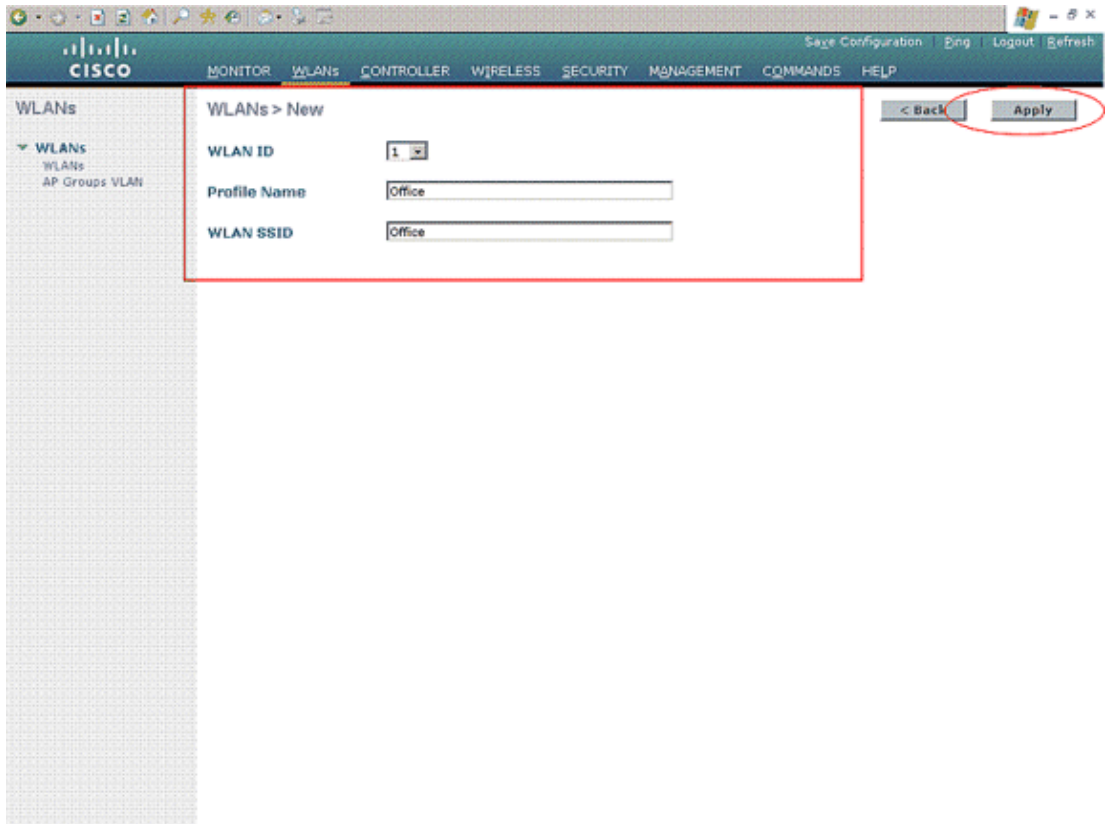 Save Configuration | Ping | Logout | Refresh
CISCO
MONITOR WLANs CONTROLLER WIRELESS SECURITY MANAGEMENT COMMANDS HELP
WLANs
WLANs
WLANs
AP Groups VLAN
WLANs > New
< Back
Apply
WLAN ID 1
Profile Name Office
WLAN SSID Office